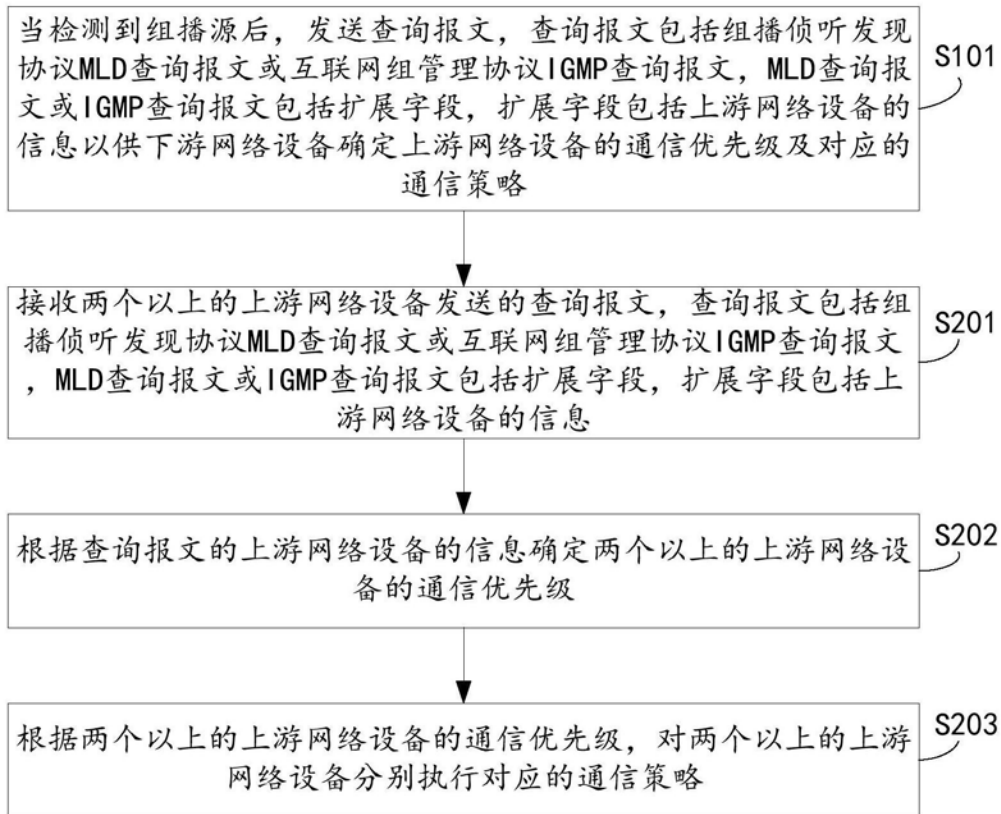 当检测到组播源后，发送查询报文，查询报文包括组播侦听发现
协议MLD查询报文或互联网组管理协议IGMP查询报文，MLD查询报
文或IGMP查询报文包括扩展字段，扩展字段包括上游网络设备的
信息以供下游网络设备确定上游网络设备的通信优先级及对应的
通信策略
S101
接收两个以上的上游网络设备发送的查询报文，查询报文包括组
播侦听发现协议MLD查询报文或互联网组管理协议IGMP查询报文
，MLD查询报文或IGMP查询报文包括扩展字段，扩展字段包括上
游网络设备的信息
S201
根据查询报文的上游网络设备的信息确定两个以上的上游网络设
备的通信优先级
S202
根据两个以上的上游网络设备的通信优先级，对两个以上的上游
网络设备分别执行对应的通信策略
S203